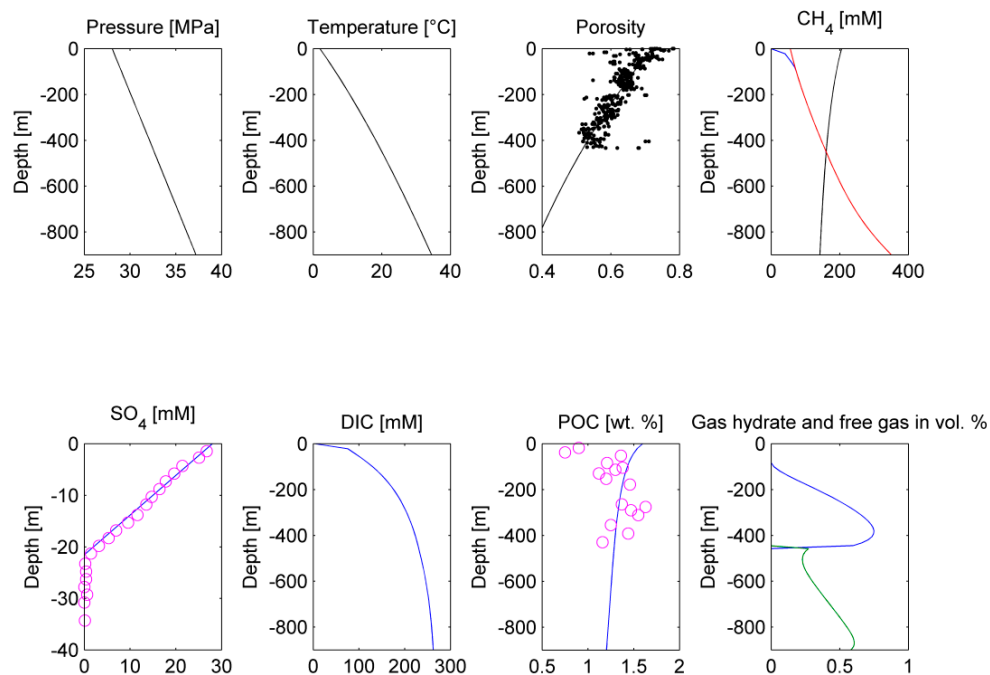 Pressure [MPa]
Depth [m]
0
-200
-400
-600
-800
25 30 35 40
Temperature [°C]
Depth [m]
0
-200
-400
-600
-800
0 20 40
Porosity
Depth [m]
0
-200
-400
-600
-800
0.4 0.6 0.8
CH4 [mM]
Depth [m]
0
-200
-400
-600
-800
0 200 400
SO4 [mM]
Depth [m]
0
-10
-20
-30
-40
0 10 20 30
DIC [mM]
Depth [m]
0
-200
-400
-600
-800
0 100 200 300
POC [wt. %]
Depth [m]
0
-200
-400
-600
-800
0.5 1 1.5 2
Gas hydrate and free gas in vol. %
Depth [m]
0
-200
-400
-600
-800
0 0.5 1